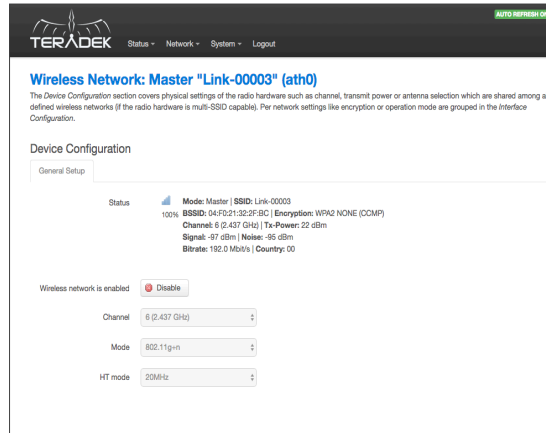 AUTO REFRESH O
TERADEK
Status Network System Logout
Wireless Network: Master "Link-00003" (ath0)
The Device Configuration section covers physical settings of the radio hardware such as channel, transmit power or antenna selection which are shared among a
defined wireless networks (if the radio hardware is multi-SSID capable). Per network settings like encryption or operation mode are grouped in the Interface
Configuration.
Device Configuration
General Setup
Status
100%
Mode: Master | SSID: Link-00003
BSSID: 04:F0:21:32:2F:BC | Encryption: WPA2 NONE (CCMP)
Channel: 6 (2.437 GHz) | Tx-Power: 22 dBm
Signal: -97 dBm | Noise: -95 dBm
Bitrate: 192.0 Mbit/s | Country: 00
Wireless network is enabled Disable
Channel 6 (2.437 GHz)
Mode 802.11g+n
HT mode 20MHz